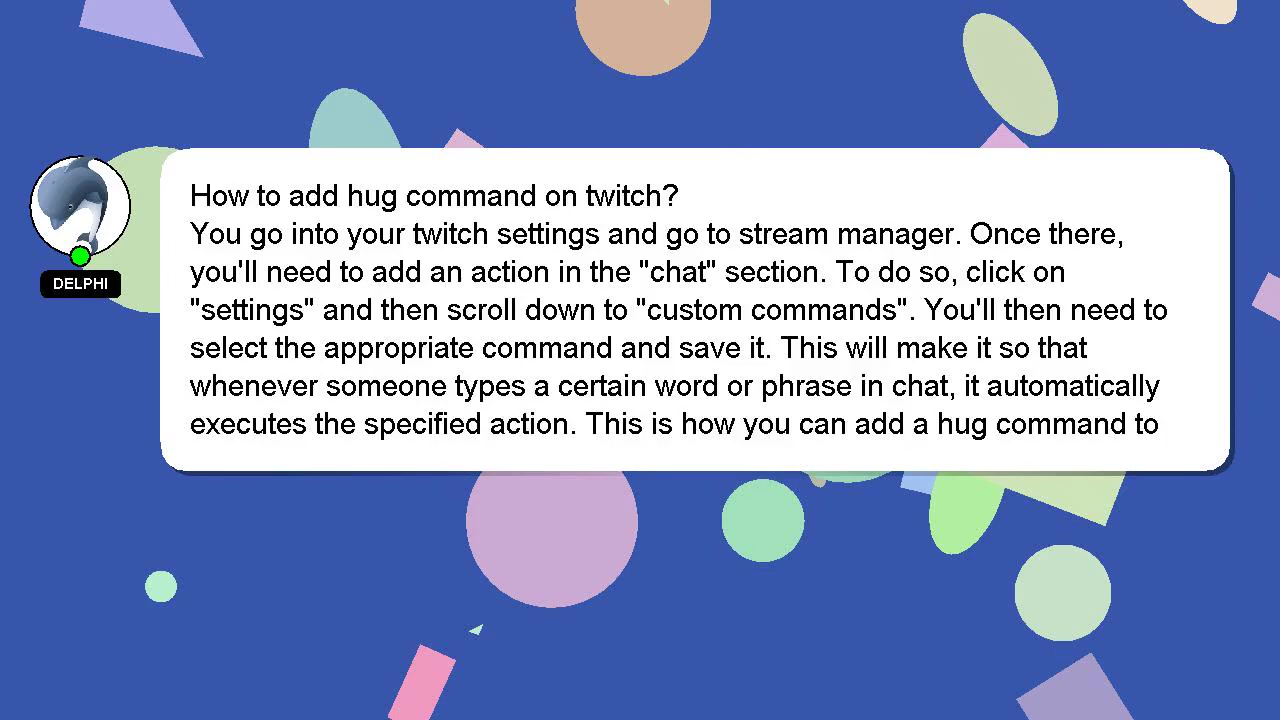 How to add hug command on twitch?
You go into your twitch settings and go to stream manager. Once there,
you'll need to add an action in the "chat" section. To do so, click on
"settings" and then scroll down to "custom commands". You'll then need to
select the appropriate command and save it. This will make it so that
whenever someone types a certain word or phrase in chat, it automatically
executes the specified action. This is how you can add a hug command to
DELPHI